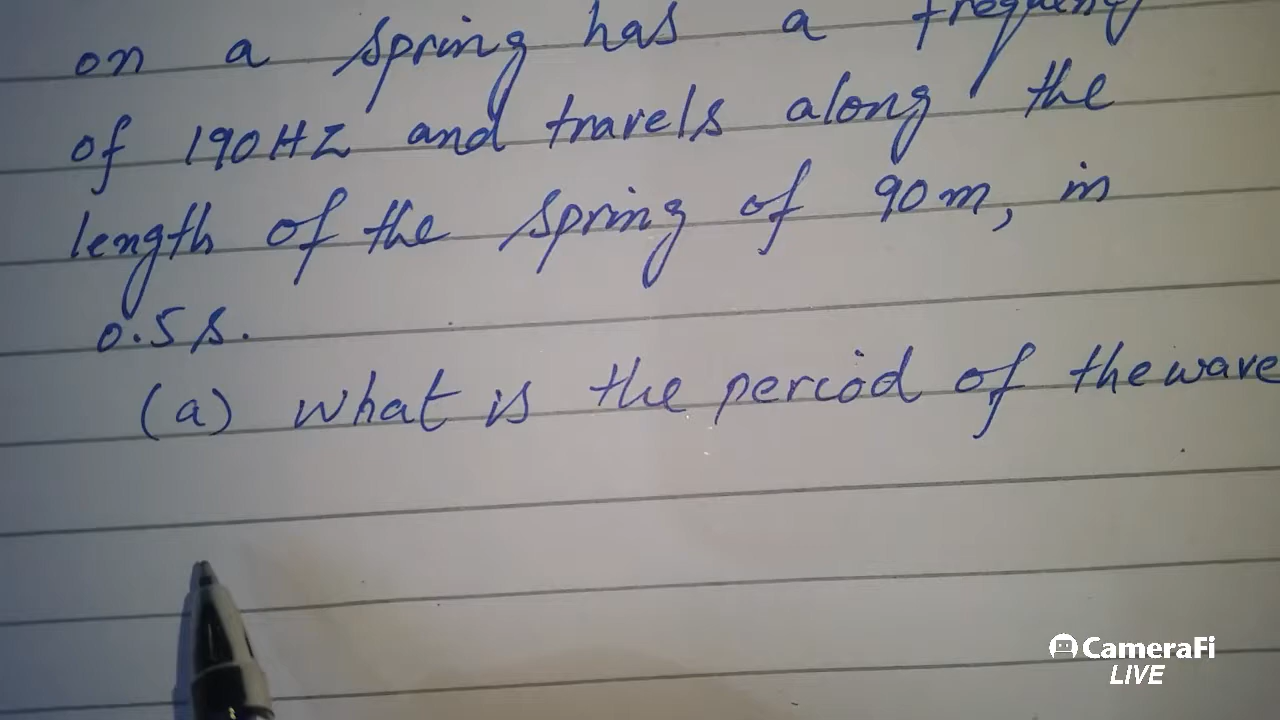 on a spring has a frequency
of 190HZ and travels along the
length of the spring of 90m, in
0.5s.
(a) What is the period of the wave
CameraFi
LIVE